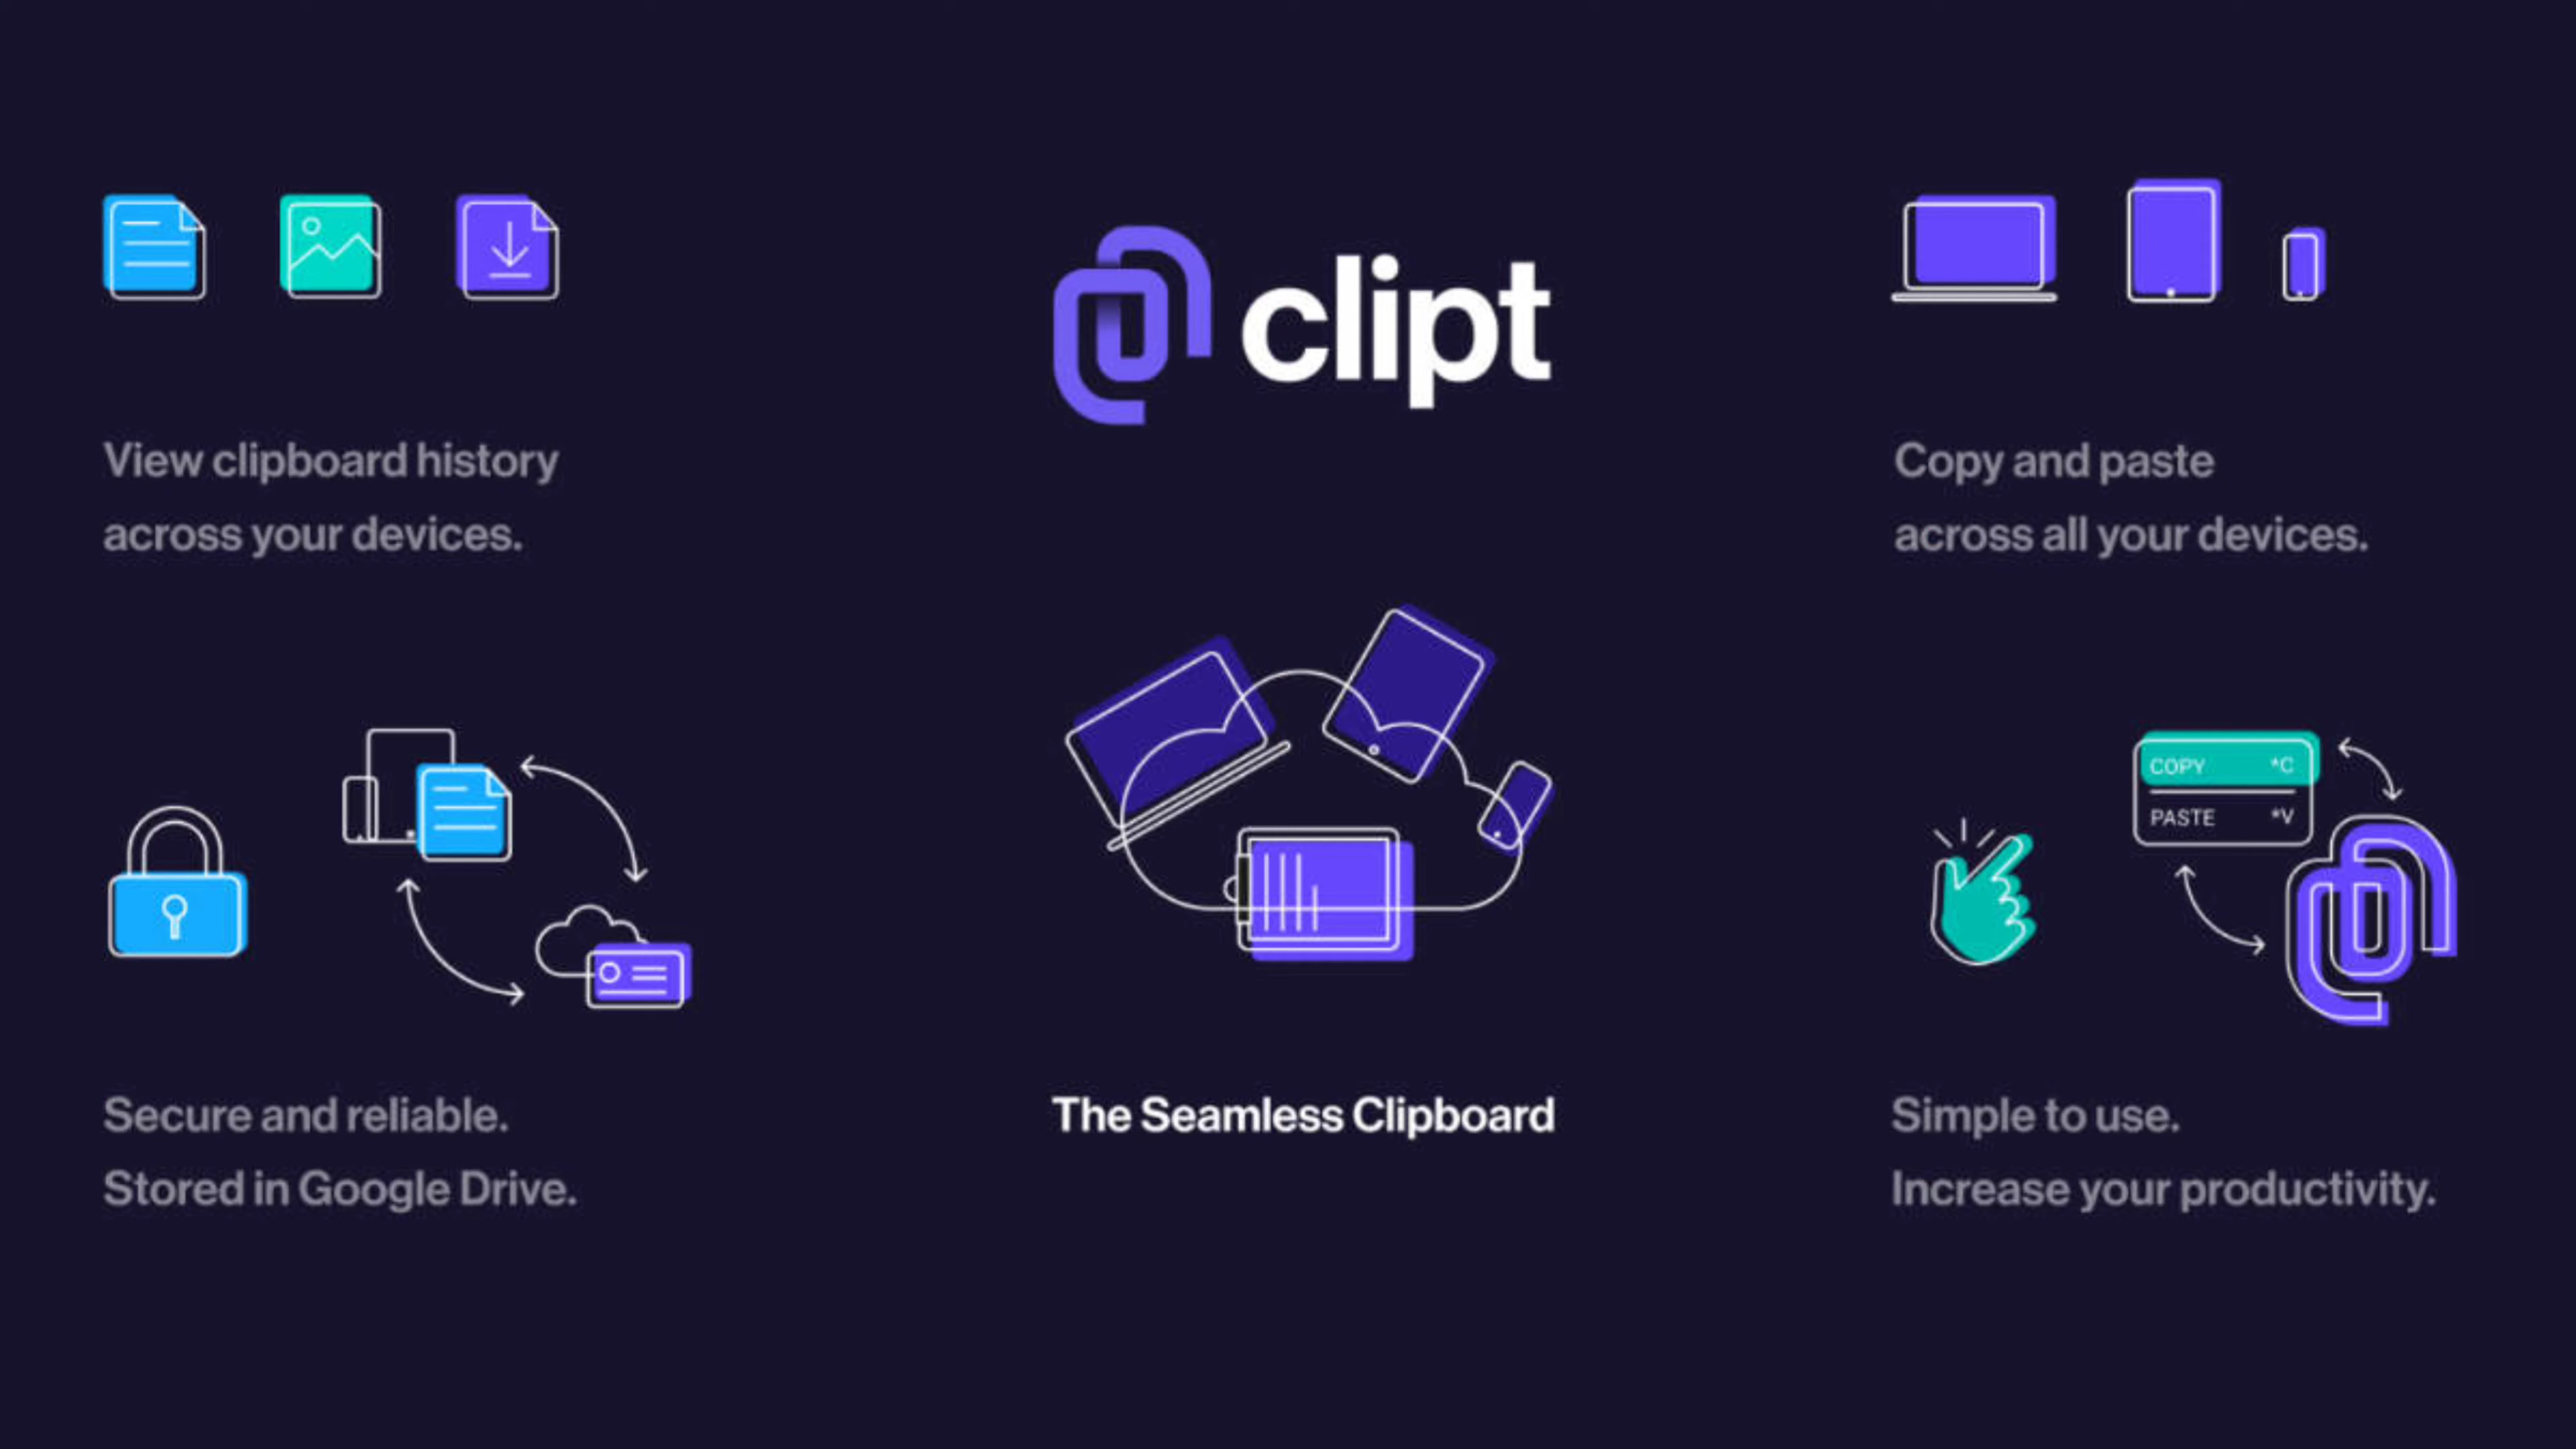 clipt
View clipboard history
across your devices.
Copy and paste
across all your devices.
COPY *C
PASTE *V
Secure and reliable.
Stored in Google Drive.
The Seamless Clipboard
Simple to use.
Increase your productivity.